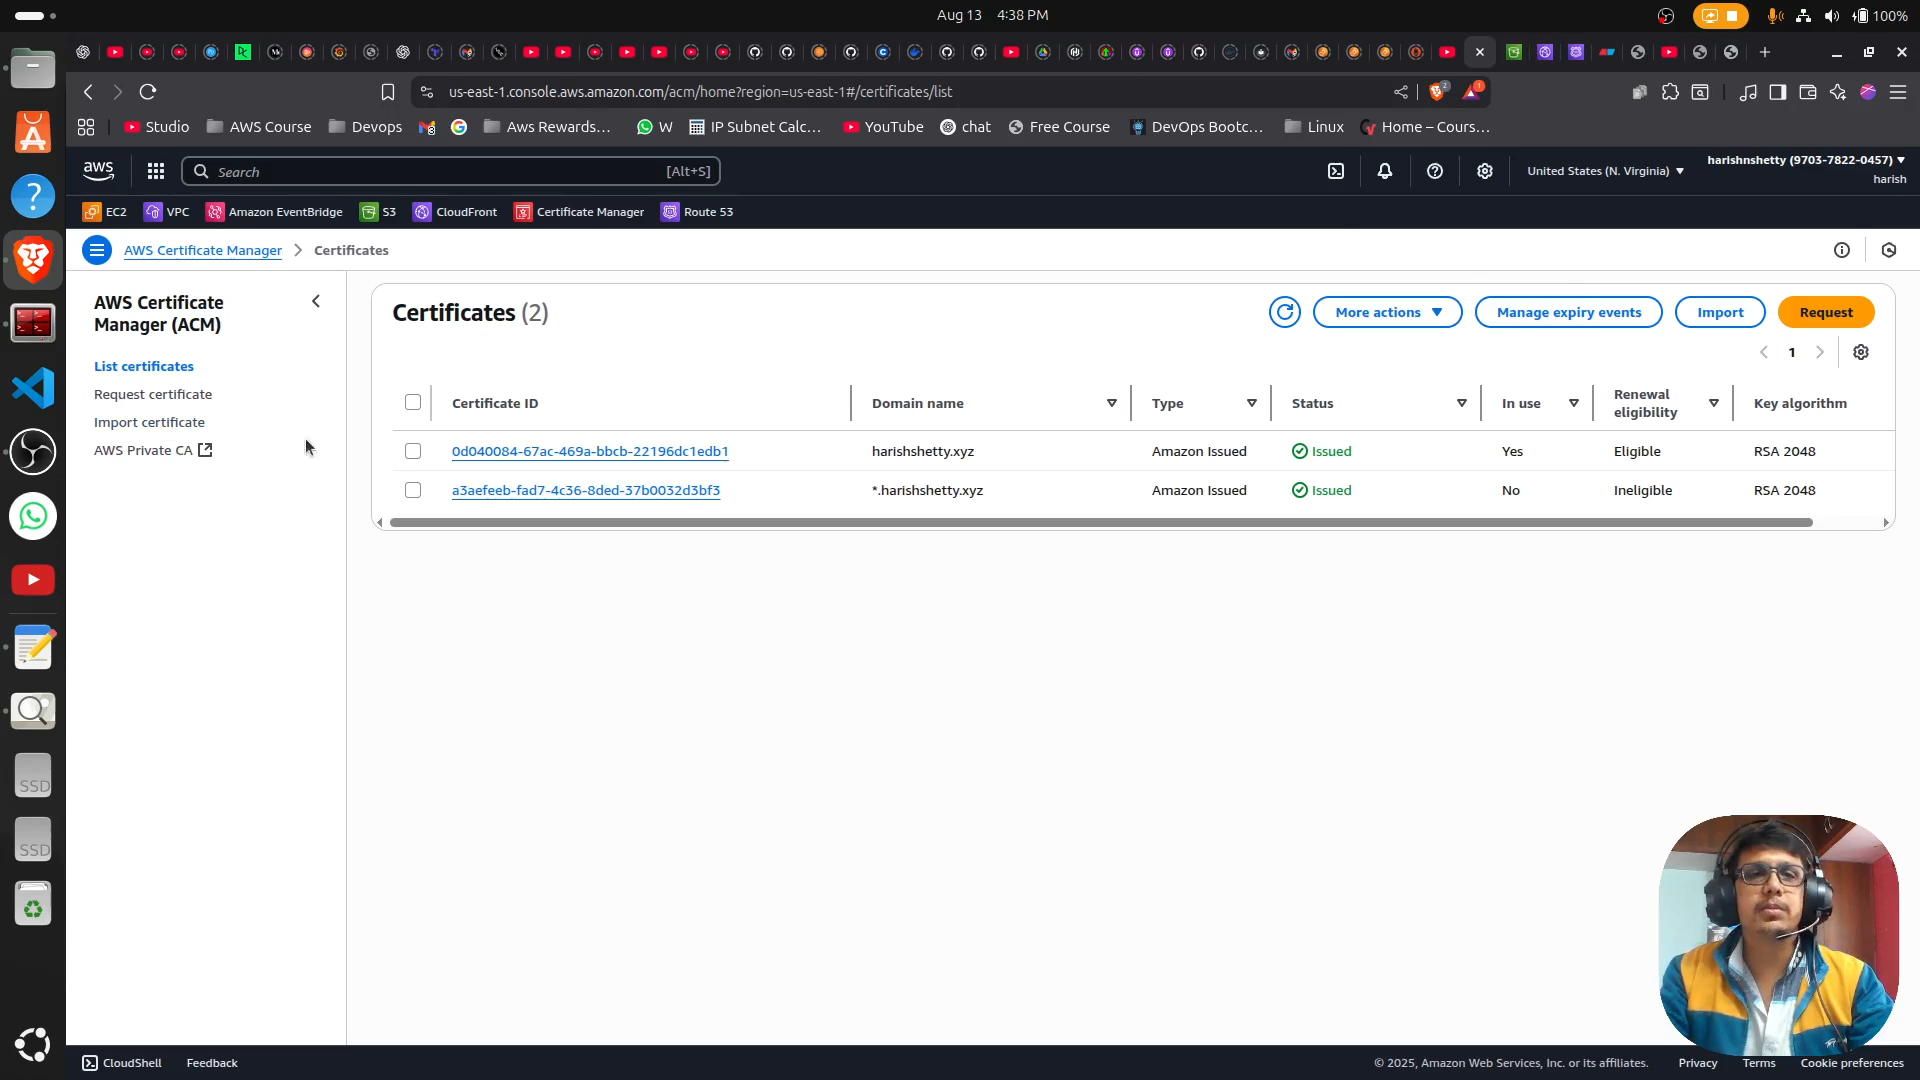 Aug 13 4:38 PM
100%
us-east-1.console.aws.amazon.com/acm/home?region=us-east-1#/certificates/list
Studio
AWS Course
Devops
Aws Rewards...
W
IP Subnet Calc...
YouTube
chat
Free Course
DevOps Bootc...
Linux
Home – Cours...
aws
Search
[Alt+S]
United States (N. Virginia)
harishnshetty (9703-7822-0457)
harish
EC2
VPC
Amazon EventBridge
S3
CloudFront
Certificate Manager
Route 53
AWS Certificate Manager
Certificates
AWS Certificate
Manager (ACM)
List certificates
Request certificate
Import certificate
AWS Private CA
Certificates (2)
More actions
Manage expiry events
Import
Request
1
Certificate ID
Domain name
Type
Status
In use
Renewal
eligibility
Key algorithm
0d040084-67ac-469a-bbcb-22196dc1edb1
harishshetty.xyz
Amazon Issued
Issued
Yes
Eligible
RSA 2048
a3aefeeb-fad7-4c36-8ded-37b0032d3bf3
*.harishshetty.xyz
Amazon Issued
Issued
No
Ineligible
RSA 2048
SSD
SSD
CloudShell
Feedback
© 2025, Amazon Web Services, Inc. or its affiliates.
Privacy
Terms
Cookie preferences